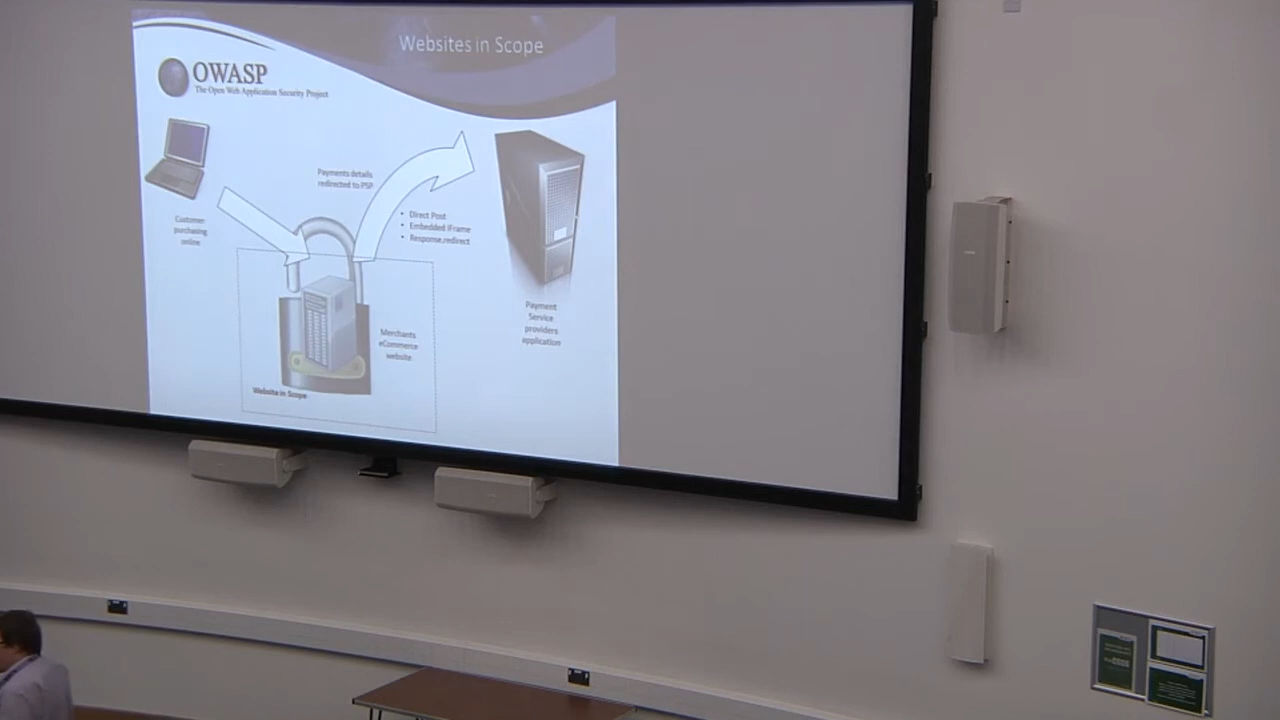 Websites in Scope
OWASP
The Open Web Application Security Project
Payments details
redirected to PSP
• Direct Post
• Embedded iFrame
• Response.redirect
Customer
purchasing
online
Payment
Service
providers
application
Merchants
eCommerce
website
Website in Scope